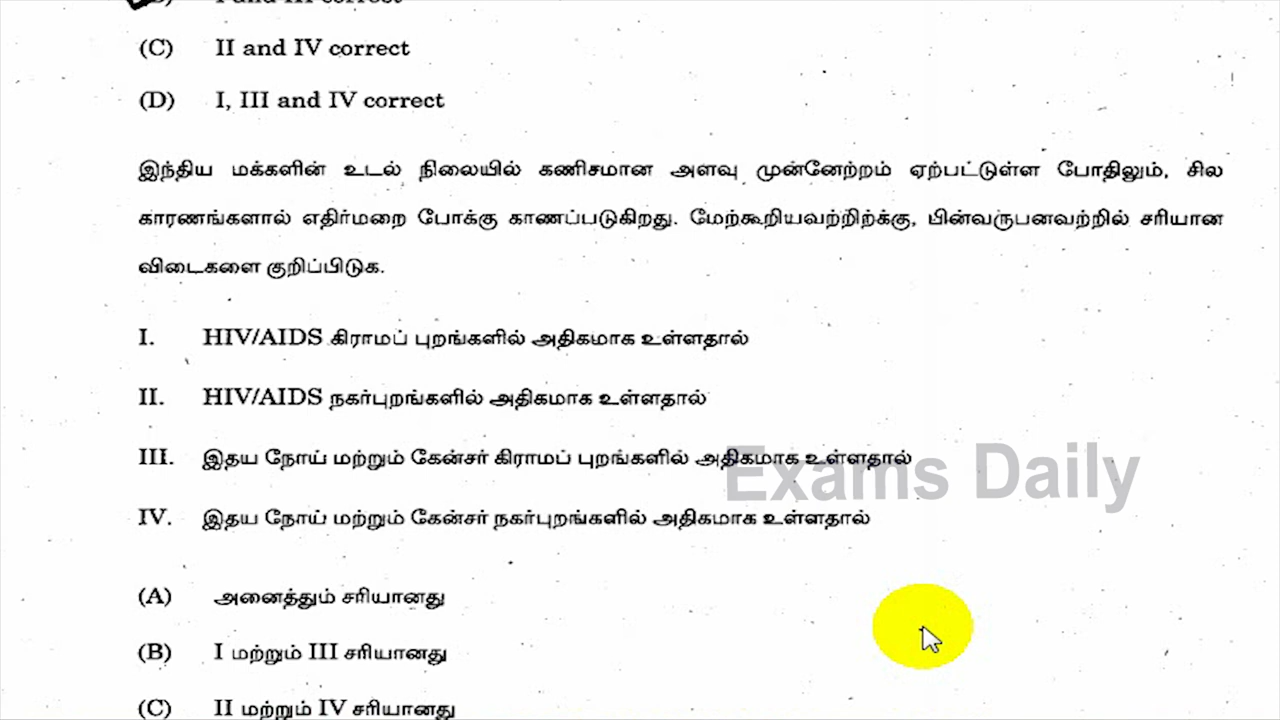 (B) I and III correct
(C) II and IV correct
(D) I, III and IV correct
இந்திய மக்களின் உடல் நிலையில் கணிசமான அளவு முன்னேற்றம் ஏற்பட்டுள்ள போதிலும், சில
காரணங்களால் எதிர்மறை போக்கு காணப்படுகிறது. மேற்கூறியவற்றிற்க்கு, பின்வருபனவற்றில் சரியான
விடைகளை குறிப்பிடுக.
I. HIV/AIDS கிராமப் புறங்களில் அதிகமாக உள்ளதால்
II. HIV/AIDS நகர்புறங்களில் அதிகமாக உள்ளதால்
III. இதய நோய் மற்றும் கேன்சர் கிராமப் புறங்களில் அதிகமாக உள்ளதால்
Exams Daily
IV. இதய நோய் மற்றும் கேன்சர் நகர்புறங்களில் அதிகமாக உள்ளதால்
(A) அனைத்தும் சரியானது
(B) I மற்றும் III சரியானது
(C) II மற்றும் IV சரியானது